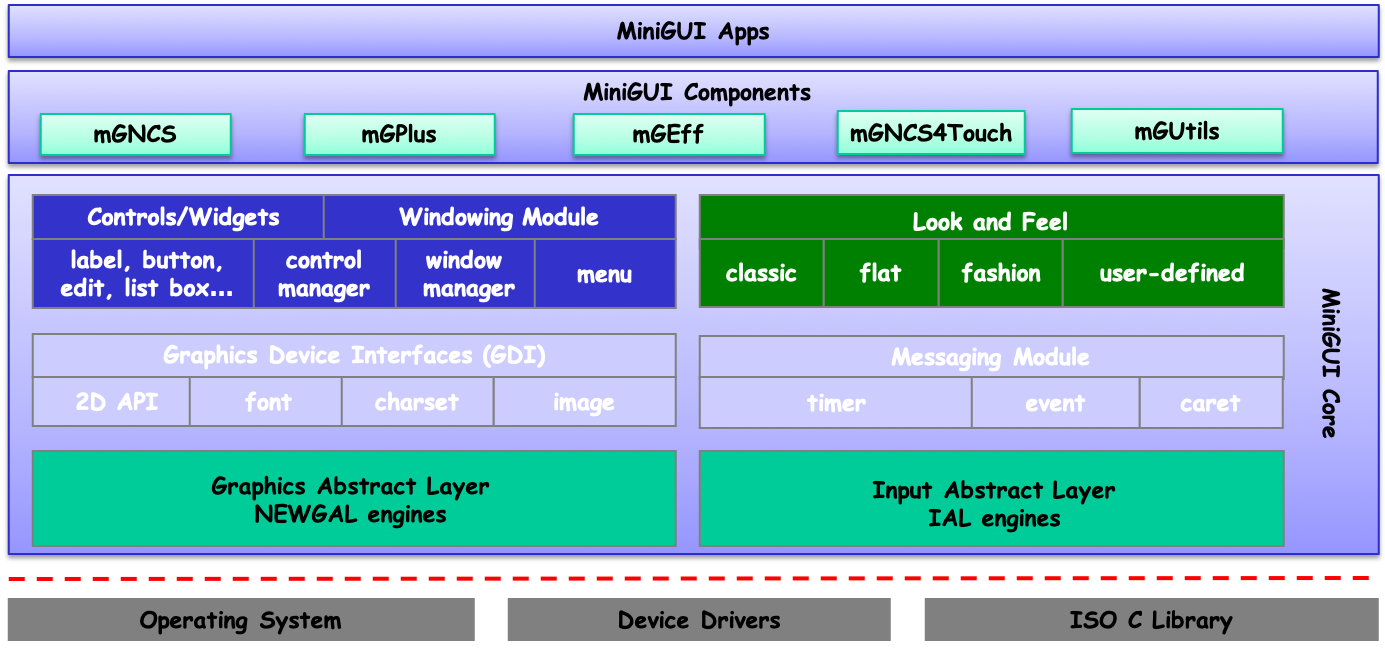 MiniGUI Apps
MiniGUI Components
mGNCS
mGPlus
mGEff
mGNCS4Touch
mGUtils
Controls/Widgets
Windowing Module
label, button,
edit, list box...
control
manager
window
manager
menu
Look and Feel
classic
flat
fashion
user-defined
Graphics Device Interfaces (GDI)
2D API
font
charset
image
Messaging Module
timer
event
caret
Graphics Abstract Layer
NEWGAL engines
Input Abstract Layer
IAL engines
MiniGUI Core
Operating System
Device Drivers
ISO C Library